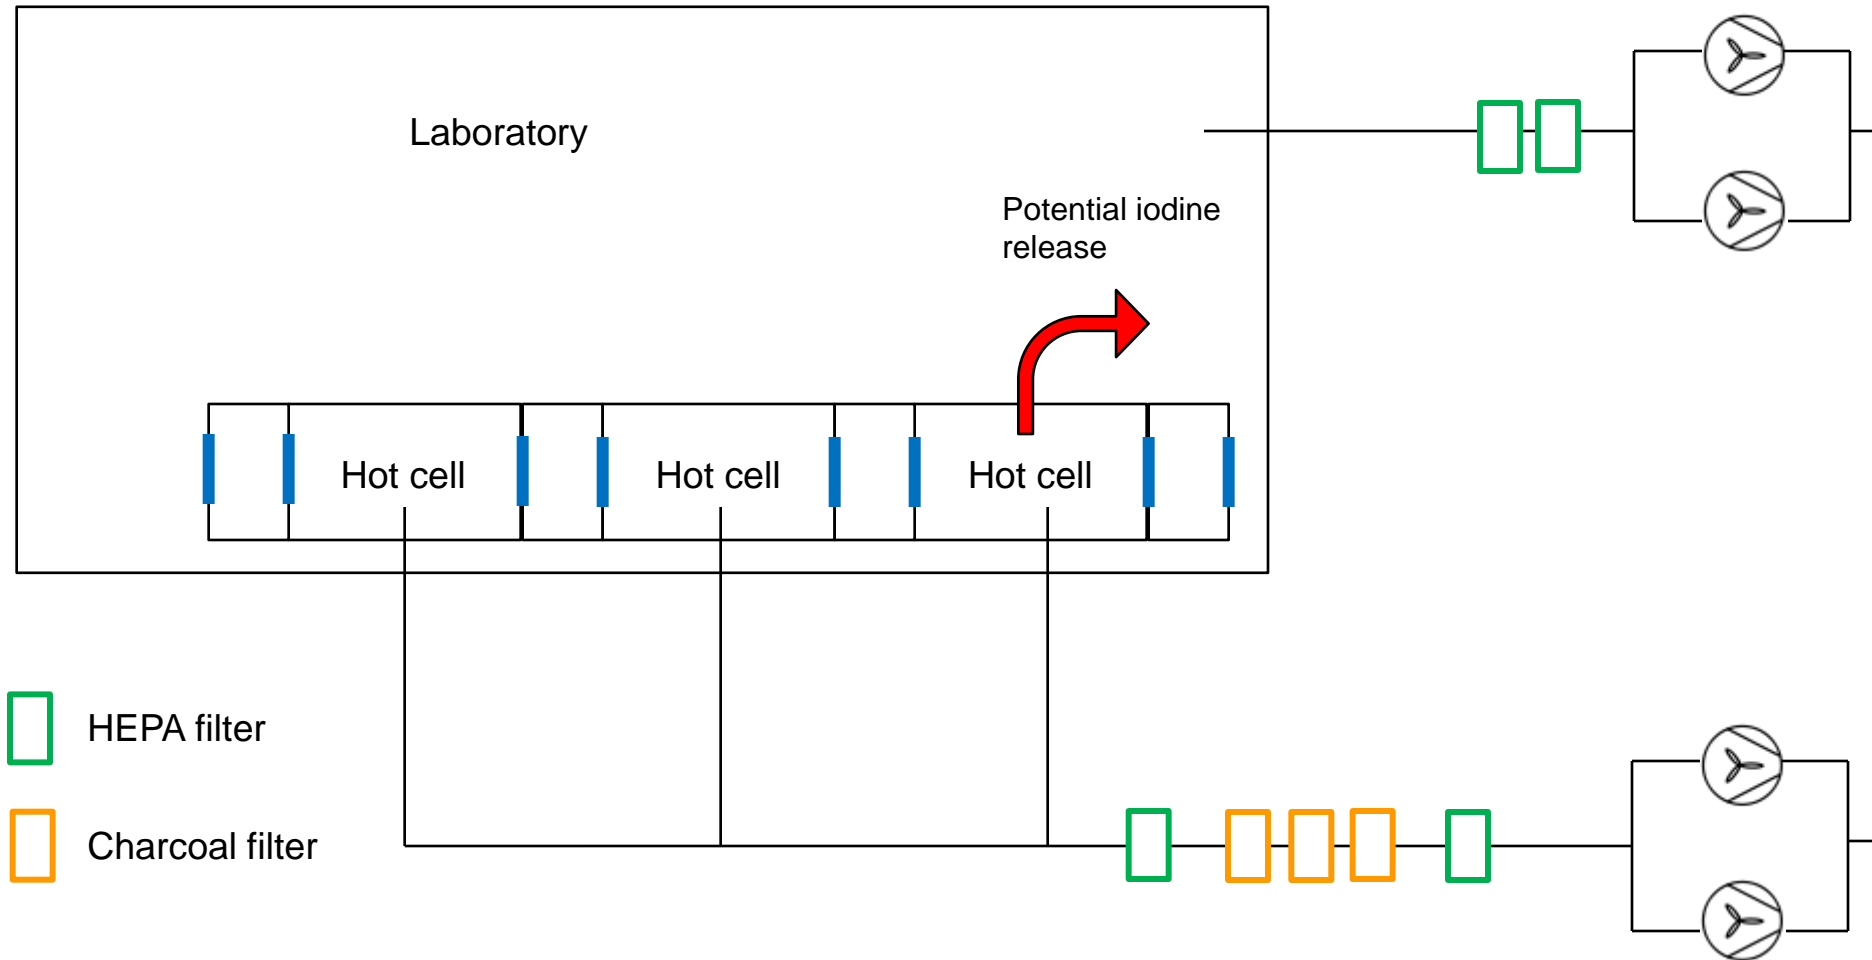 Laboratory
Potential iodine
release
Hot cell
Hot cell
Hot cell
HEPA filter
Charcoal filter